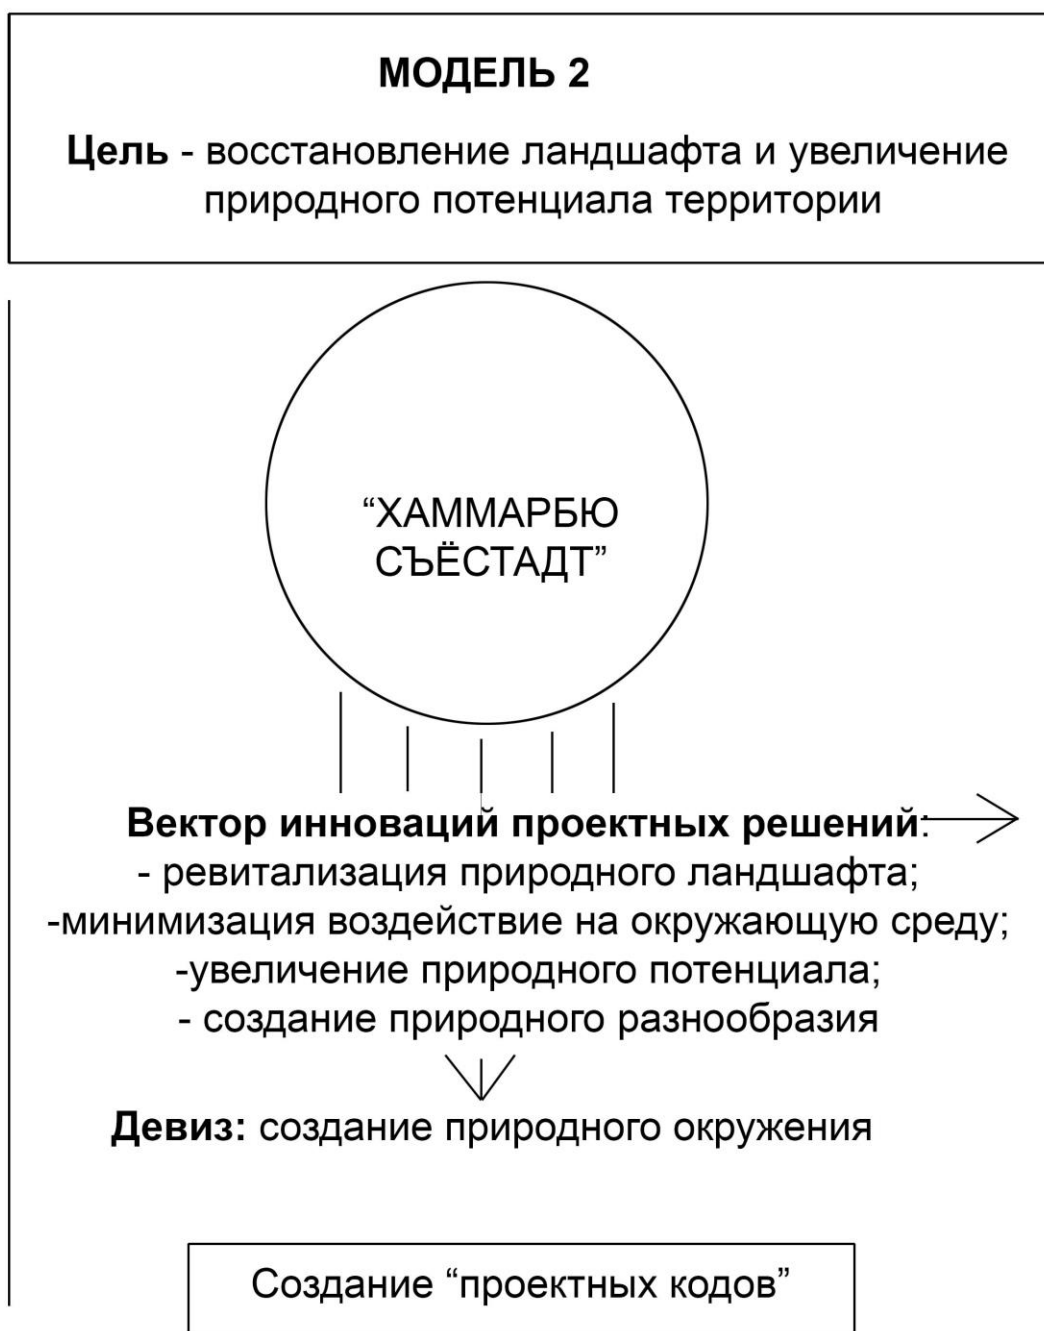 МОДЕЛЬ 2
Цель - восстановление ландшафта и увеличение
природного потенциала территории
“ХАММАРБЮ
СЪЁСТАДТ”
Вектор инноваций проектных решений:
- ревитализация природного ландшафта;
-минимизация воздействие на окружающую среду;
-увеличение природного потенциала;
- создание природного разнообразия
Девиз: создание природного окружения
Создание “проектных кодов”